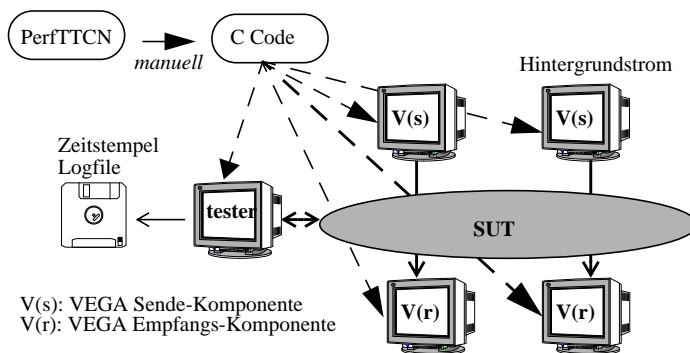 PerfTTCN
manuell
C Code
Hintergrundstrom
V(s)
V(s)
Zeitstempel
Logfile
tester
SUT
V(r)
V(r)
V(s): VEGA Sende-Komponente
V(r): VEGA Empfangs-Komponente